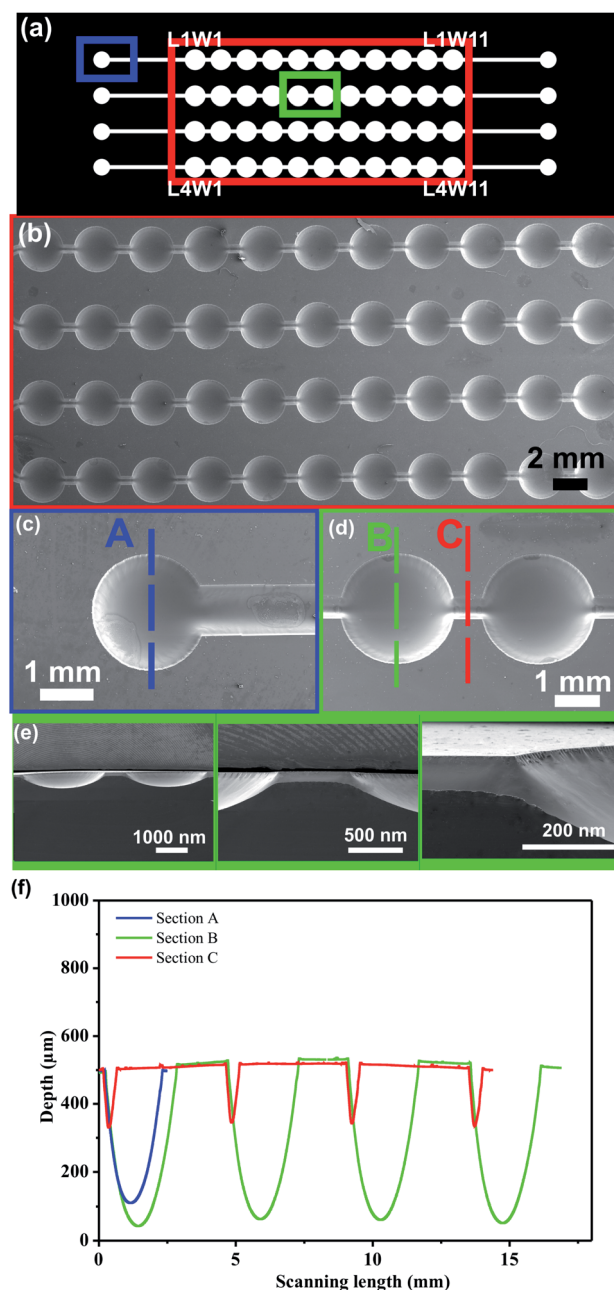 (a)
L1W1 L1W11
L4W1 L4W11
(b)
2 mm
(c)
A
1 mm
(d)
B C
1 mm
(e)
1000 nm
500 nm
200 nm
(f)
1000
800
600
400
200
0
Depth (µm)
Section A
Section B
Section C
0 5 10 15
Scanning length (mm)